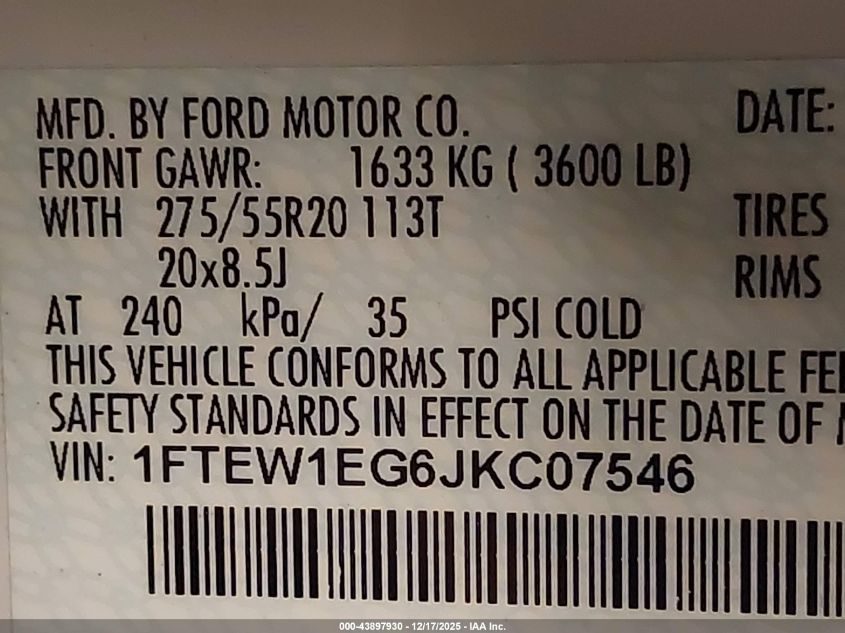 MFD. BY FORD MOTOR CO. DATE:
FRONT GAWR: 1633 KG ( 3600 LB)
WITH 275/55R20 113T TIRES
20x8.5J RIMS
AT 240 kPa/ 35 PSI COLD
THIS VEHICLE CONFORMS TO ALL APPLICABLE
SAFETY STANDARDS IN EFFECT ON THE DATE OF
VIN: 1FTEW1EG6JKC07546
000-43897930 - 12/17/2025 - IAA Inc.